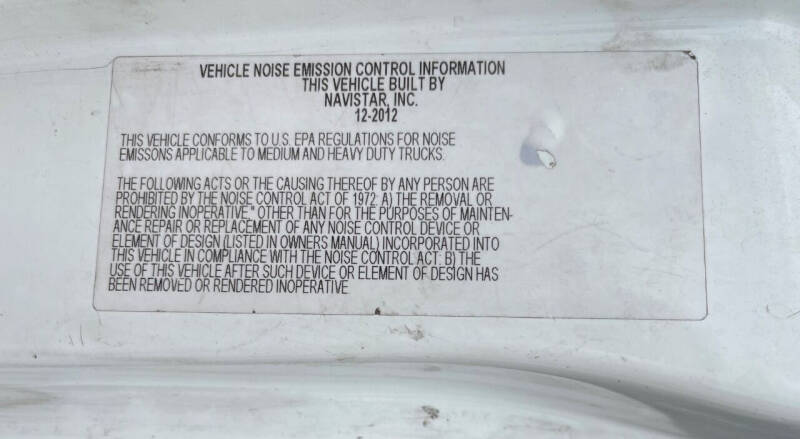 VEHICLE NOISE EMISSION CONTROL INFORMATION
THIS VEHICLE BUILT BY
NAVISTAR, INC.
12-2012
THIS VEHICLE CONFORMS TO U.S. EPA REGULATIONS FOR NOISE
EMISSONS APPLICABLE TO MEDIUM AND HEAVY DUTY TRUCKS.
THE FOLLOWING ACTS OR THE CAUSING THEREOF BY ANY PERSON ARE
PROHIBITED BY THE NOISE CONTROL ACT OF 1972: A) THE REMOVAL OR
RENDERING INOPERATIVE," OTHER THAN FOR THE PURPOSES OF MAINTEN-
ANCE REPAIR OR REPLACEMENT OF ANY NOISE CONTROL DEVICE OR
ELEMENT OF DESIGN (LISTED IN OWNERS MANUAL) INCORPORATED INTO
THIS VEHICLE IN COMPLIANCE WITH THE NOISE CONTROL ACT: B) THE
USE OF THIS VEHICLE AFTER SUCH DEVICE OR ELEMENT OF DESIGN HAS
BEEN REMOVED OR RENDERED INOPERATIVE